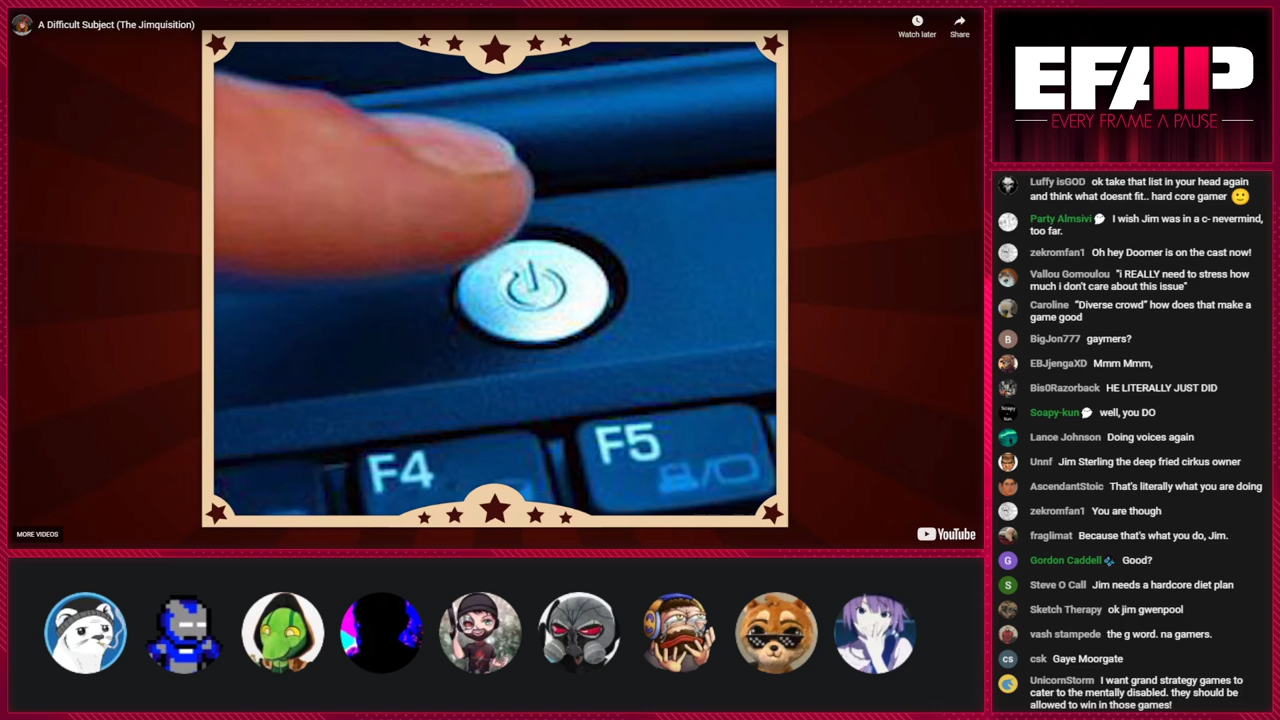 A Difficult Subject (The Jimquisition)
Watch later
Share
F4
F5
MORE VIDEOS
YouTube
EFAP
EVERY FRAME A PAUSE
Luffy isGOD ok take that list in your head again
and think what doesnt fit.. hard core gamer
Party Almsivi I wish Jim was in a c- nevermind,
too far.
zekromfan1 Oh hey Doomer is on the cast now!
Vallou Gomoulou "i REALLY need to stress how
much i don't care about this issue"
Caroline "Diverse crowd" how does that make a
game good
B
BigJon777 gaymers?
EBJjengaXD Mmm Mmm,
Bis0Razorback HE LITERALLY JUST DID
Soapy-kun well, you DO
Lance Johnson Doing voices again
Unnf Jim Sterling the deep fried cirkus owner
AscendantStoic That's literally what you are doing
zekromfan1 You are though
fraglimat Because that's what you do, Jim.
G
Gordon Caddell Good?
S
Steve O Call Jim needs a hardcore diet plan
Sketch Therapy ok jim gwenpool
vash stampede the g word. na gamers.
cs
csk Gaye Moorgate
UnicornStorm I want grand strategy games to
cater to the mentally disabled. they should be
allowed to win in those games!